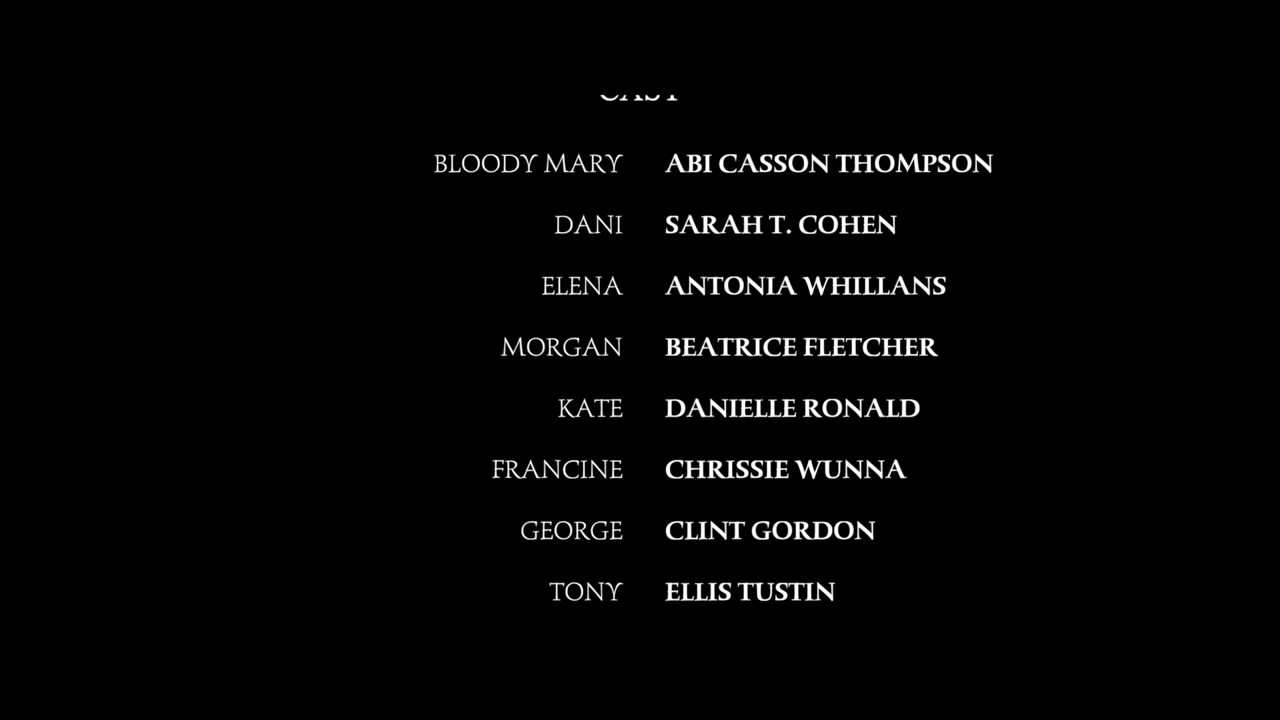 CAST
BLOODY MARY ABI CASSON THOMPSON
DANI SARAH T. COHEN
ELENA ANTONIA WHILLANS
MORGAN BEATRICE FLETCHER
KATE DANIELLE RONALD
FRANCINE CHRISSIE WUNNA
GEORGE CLINT GORDON
TONY ELLIS TUSTIN